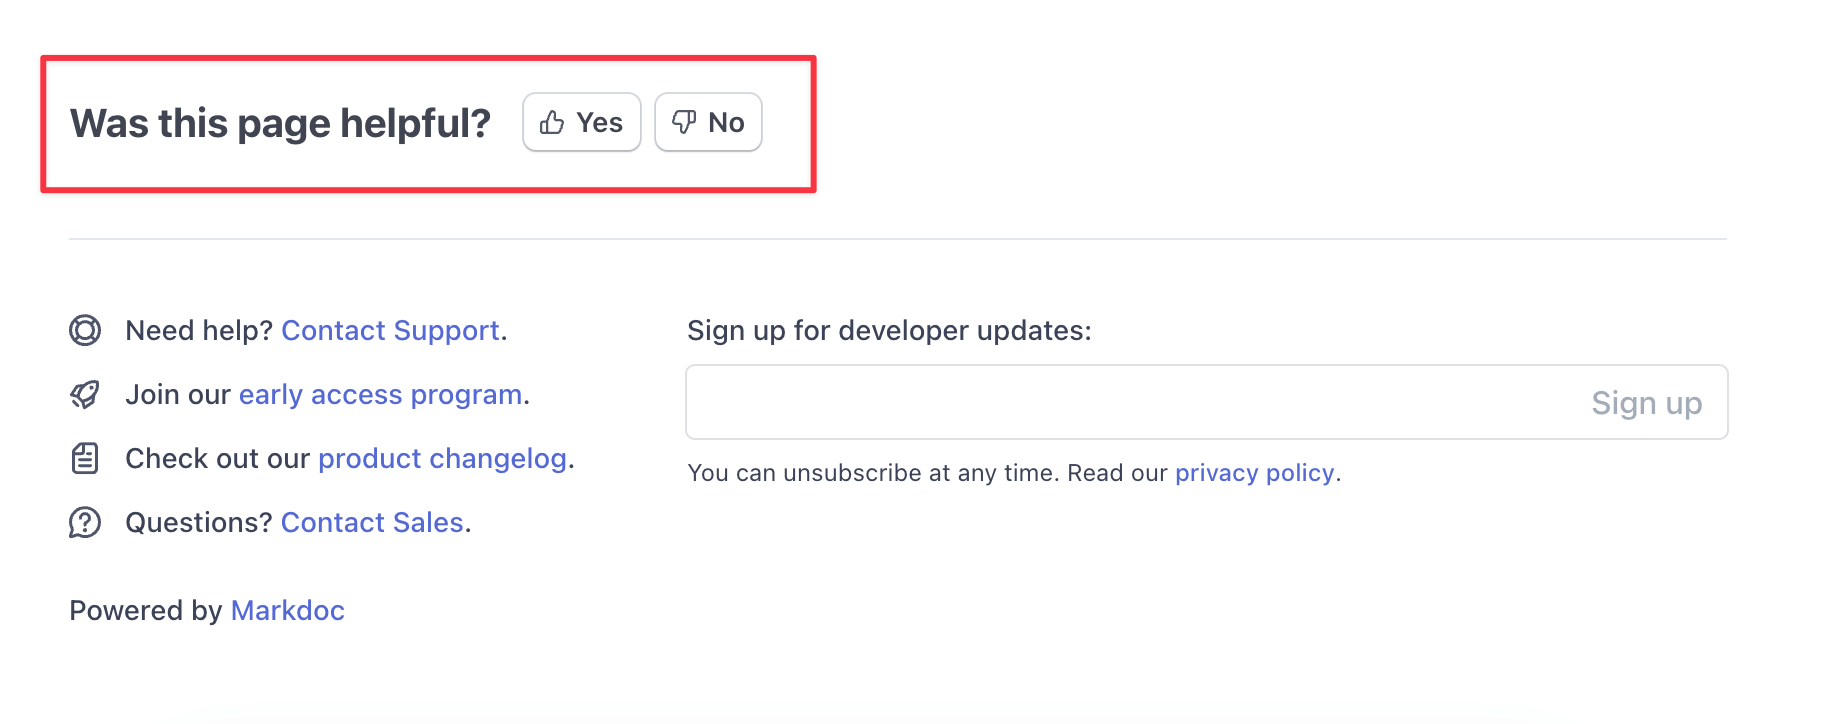 Was this page helpful? Yes No
Need help? Contact Support.
Join our early access program.
Check out our product changelog.
Questions? Contact Sales.
Powered by Markdoc
Sign up for developer updates:
Sign up
You can unsubscribe at any time. Read our privacy policy.